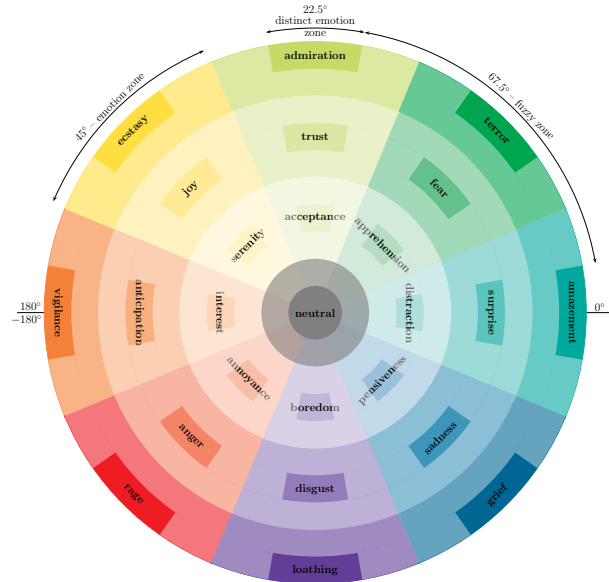 22.5°
distinct emotion
zone
45° – emotion zone
67.5° – fuzzy zone
admiration
ecstasy
terror
trust
joy
fear
acceptance
serenity
apprehension
180°
−180°
vigilance
anticipation
interest
neutral
distraction
surprise
amazement
0°
annoyance
boredom
pensiveness
anger
sadness
disgust
rage
grief
loathing